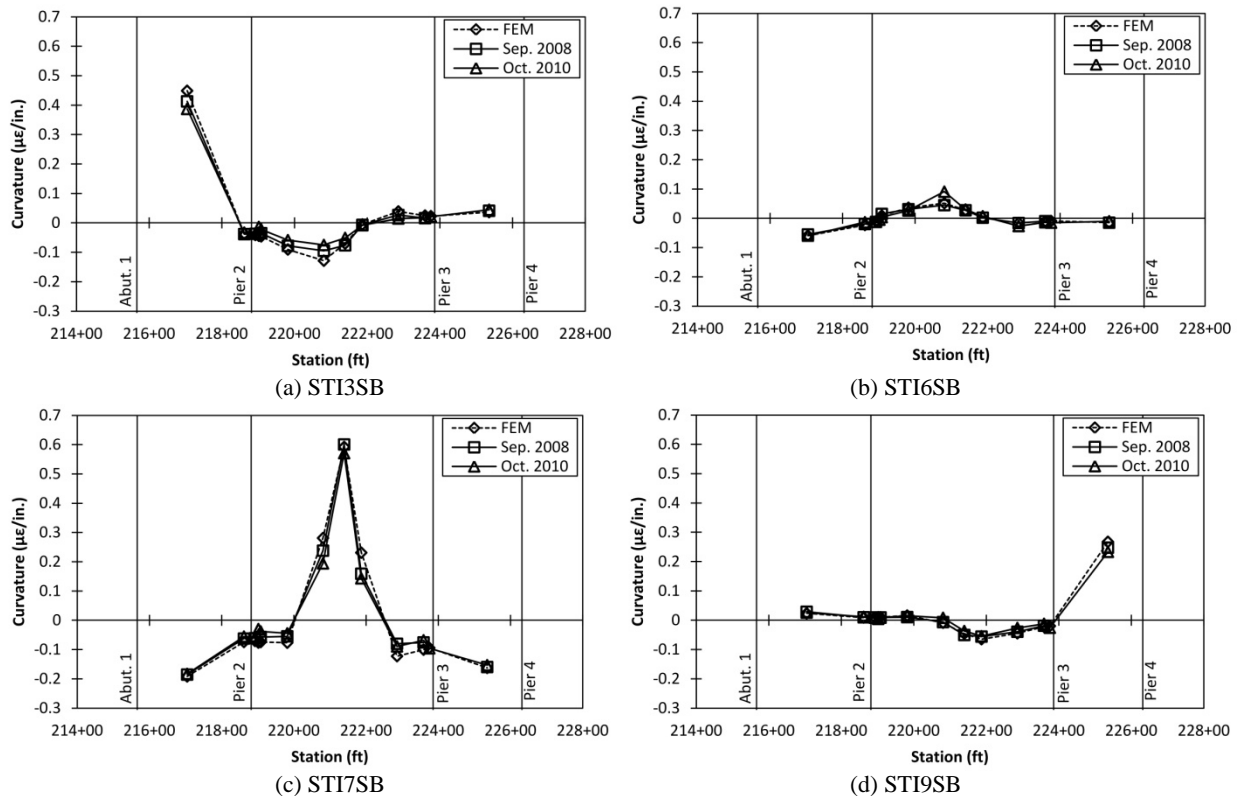 0.7
0.6
0.5
0.4
0.3
0.2
0.1
0
-0.1
-0.2
-0.3
Curvature (με/in.)
FEM
Sep. 2008
Oct. 2010
Abut. 1
Pier 2
Pier 3
Pier 4
214+00 216+00 218+00 220+00 222+00 224+00 226+00 228+00
Station (ft)
(a) STI3SB
0.7
0.6
0.5
0.4
0.3
0.2
0.1
0
-0.1
-0.2
-0.3
Curvature (με/in.)
FEM
Sep. 2008
Oct. 2010
Abut. 1
Pier 2
Pier 3
Pier 4
214+00 216+00 218+00 220+00 222+00 224+00 226+00 228+00
Station (ft)
(b) STI6SB
0.7
0.6
0.5
0.4
0.3
0.2
0.1
0
-0.1
-0.2
-0.3
Curvature (με/in.)
FEM
Sep. 2008
Oct. 2010
Abut. 1
Pier 2
Pier 3
Pier 4
214+00 216+00 218+00 220+00 222+00 224+00 226+00 228+00
Station (ft)
(c) STI7SB
0.7
0.6
0.5
0.4
0.3
0.2
0.1
0
-0.1
-0.2
-0.3
Curvature (με/in.)
FEM
Sep. 2008
Oct. 2010
Abut. 1
Pier 2
Pier 3
Pier 4
214+00 216+00 218+00 220+00 222+00 224+00 226+00 228+00
Station (ft)
(d) STI9SB